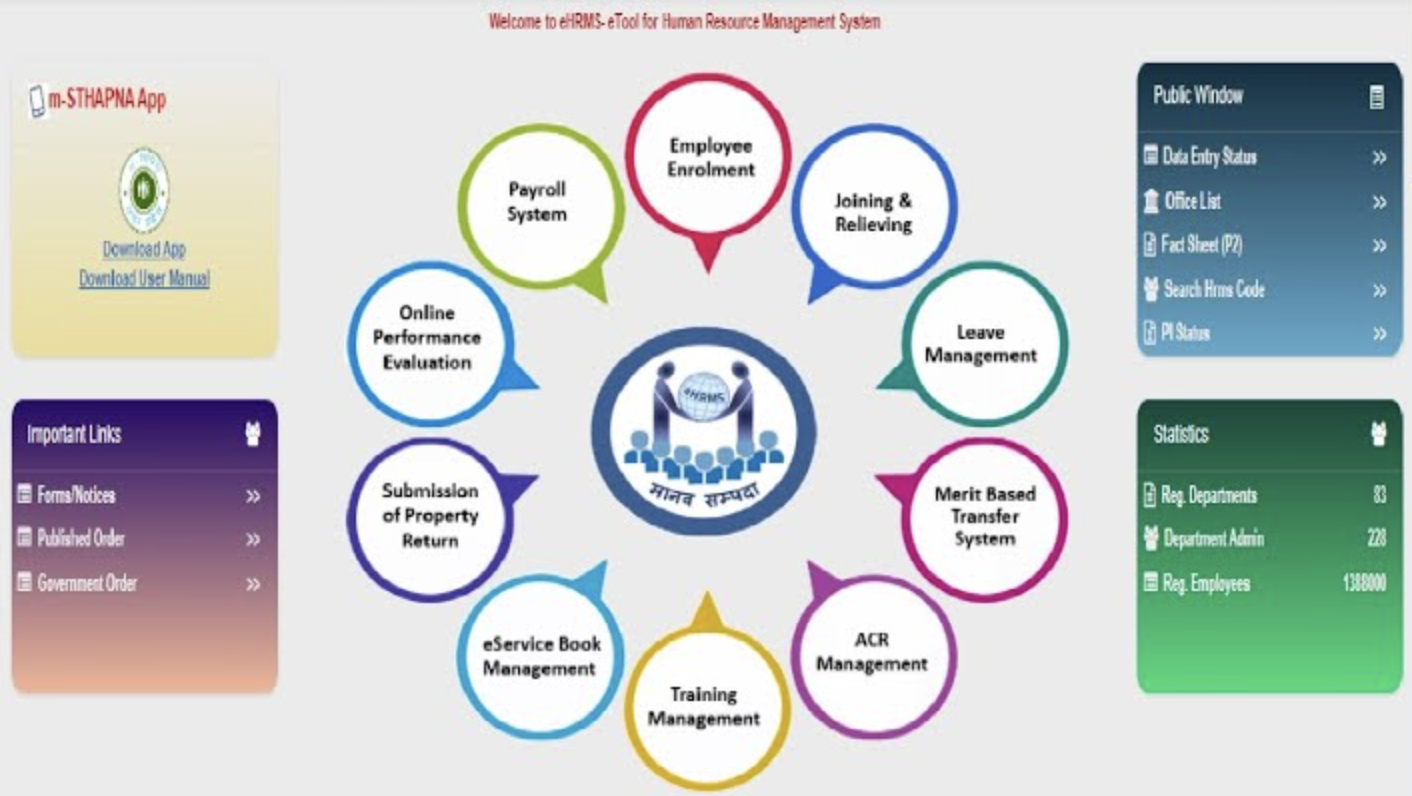 Welcome to eHRMS- eTool for Human Resource Management System
m-STHAPNA App
Download App
Download User Manual
Important Links
Forms/Notices
Published Order
Government Order
Employee
Enrolment
Joining &
Relieving
Leave
Management
Merit Based
Transfer
System
ACR
Management
Training
Management
eService Book
Management
Submission
of Property
Return
Online
Performance
Evaluation
Payroll
System
eHRMS
मानव सम्पदा
Public Window
Data Entry Status
Office List
Fact Sheet (P2)
Search Hrms Code
PI Status
Statistics
Reg. Departments 83
Department Admin 228
Reg. Employees 1388000